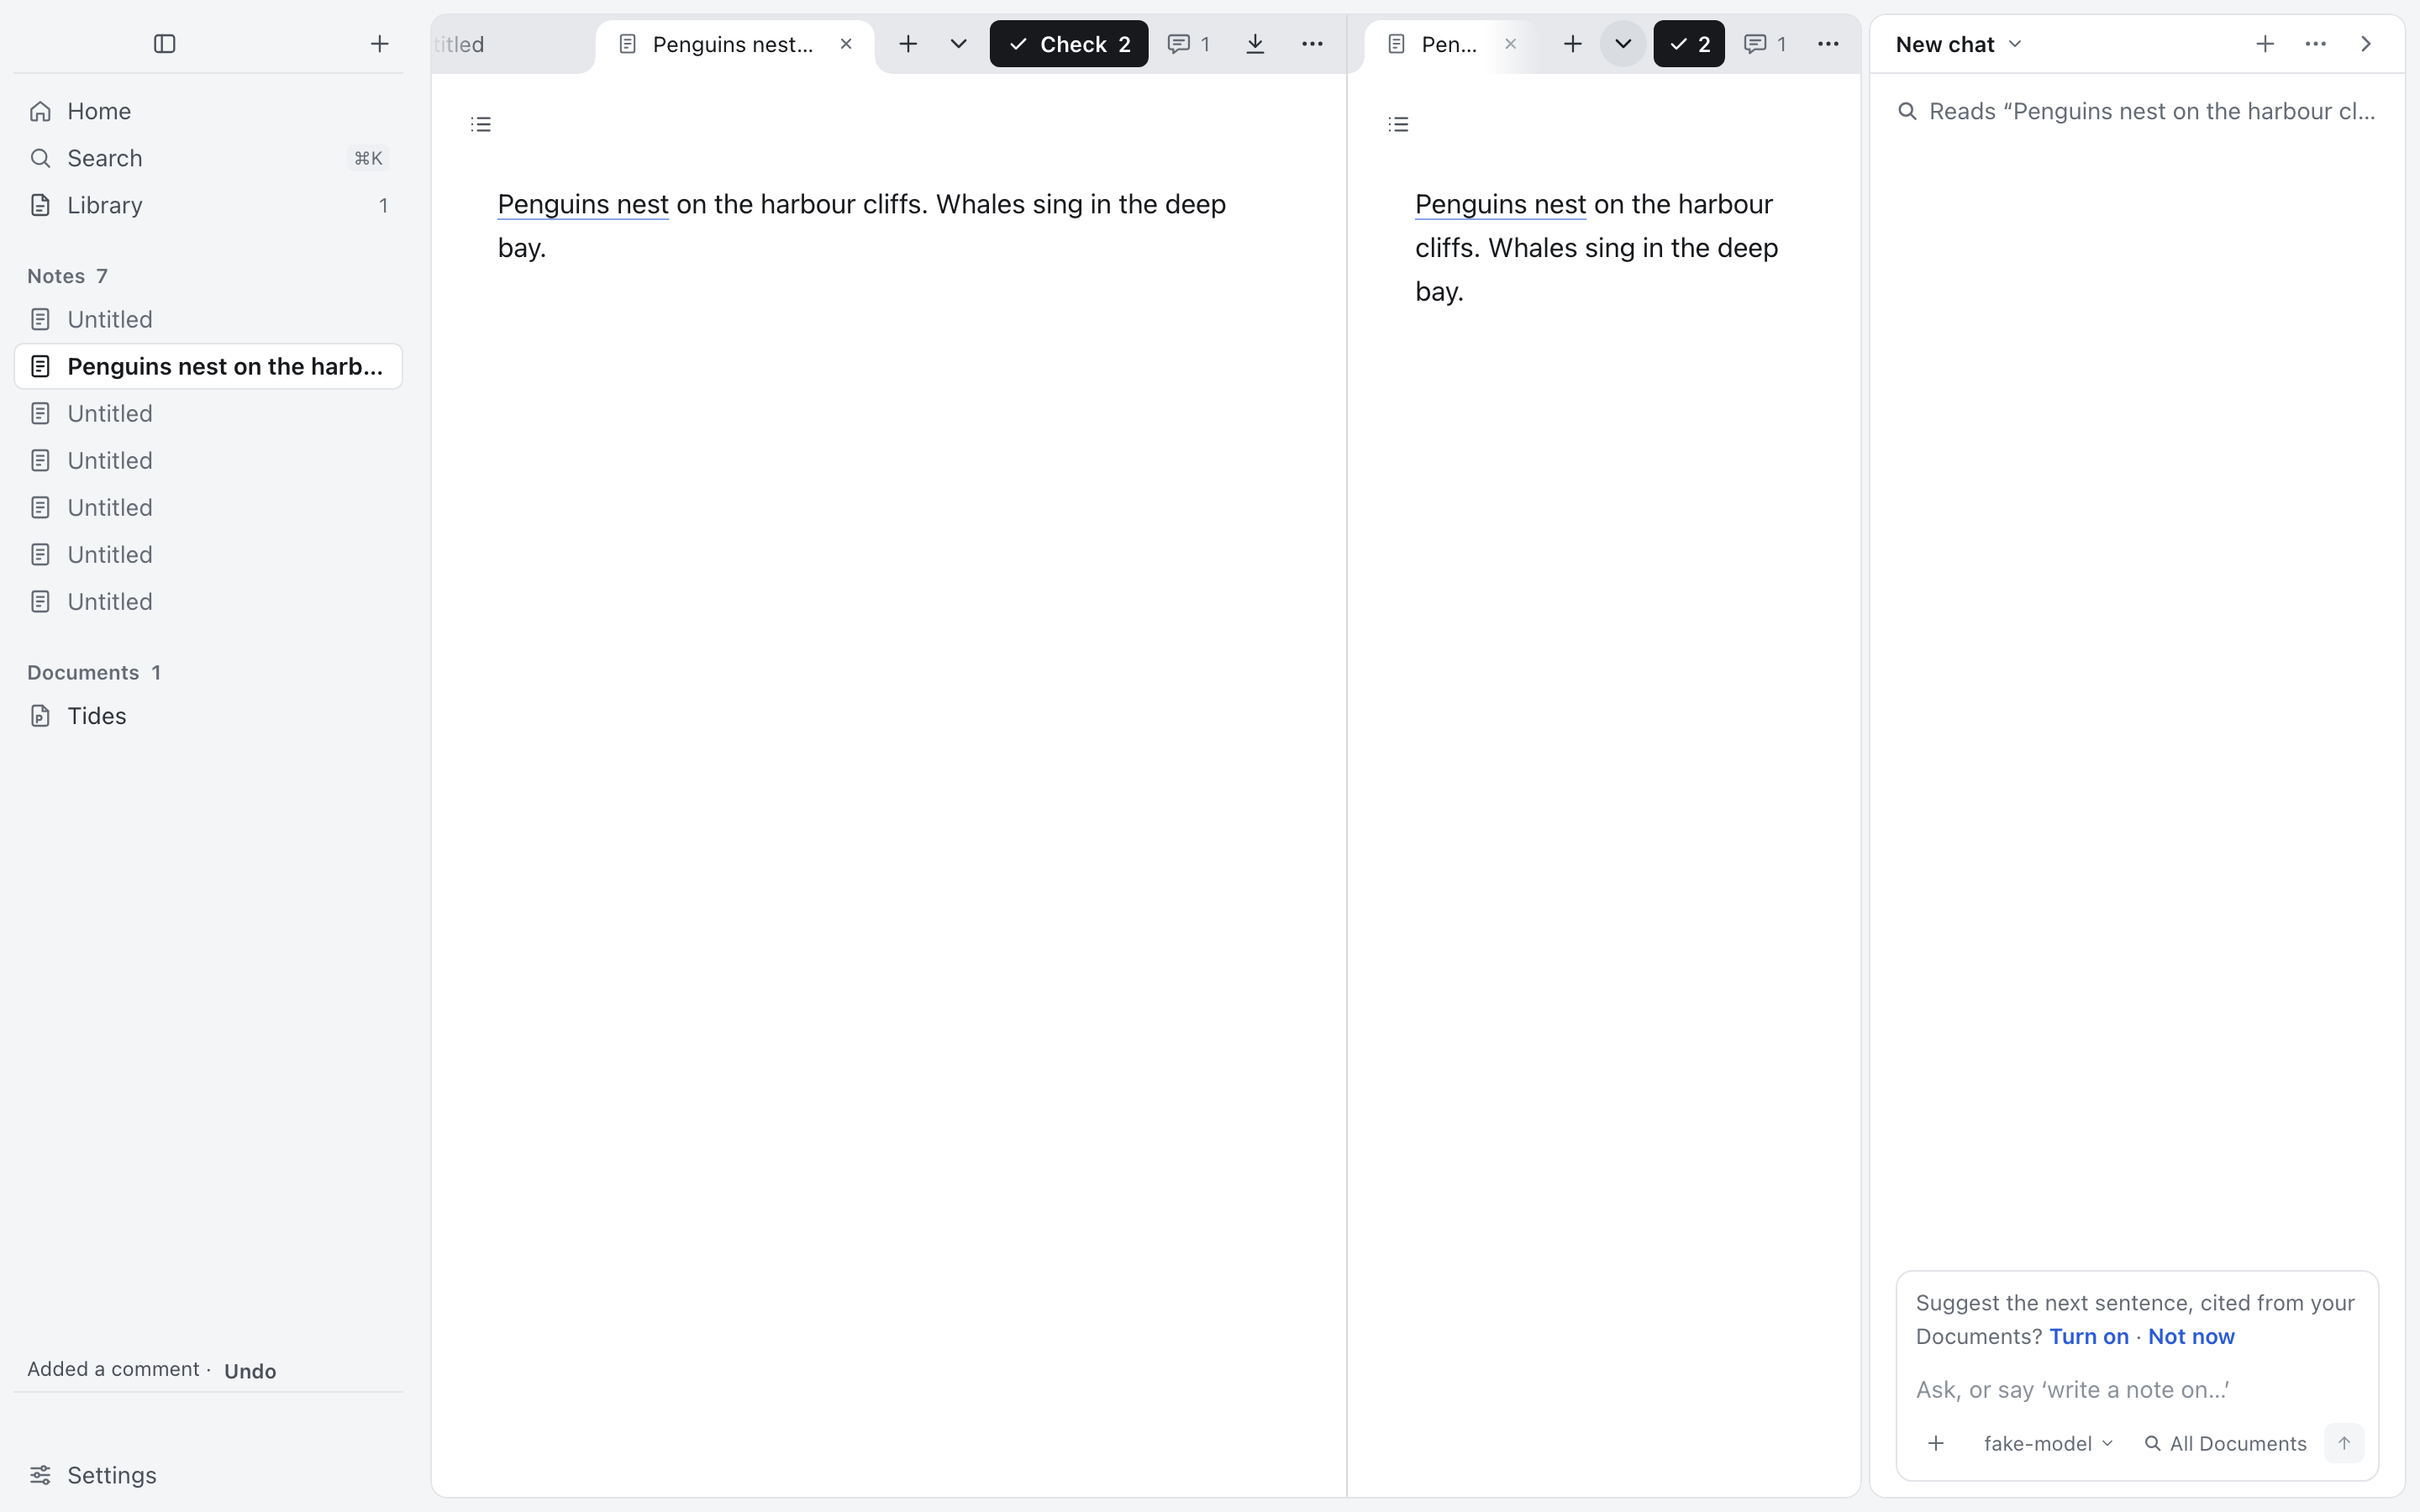 Home
Search ⌘K
Library 1
Notes 7
Untitled
Penguins nest on the harb...
Untitled
Untitled
Untitled
Untitled
Untitled
Documents 1
Tides
Added a comment · Undo
Settings
titled
Penguins nest...
Check 2
1
Penguins nest on the harbour cliffs. Whales sing in the deep
bay.
Pen...
2
1
Penguins nest on the harbour
cliffs. Whales sing in the deep
bay.
New chat
Reads “Penguins nest on the harbour cl...
Suggest the next sentence, cited from your
Documents? Turn on · Not now
Ask, or say ‘write a note on...’
fake-model
All Documents